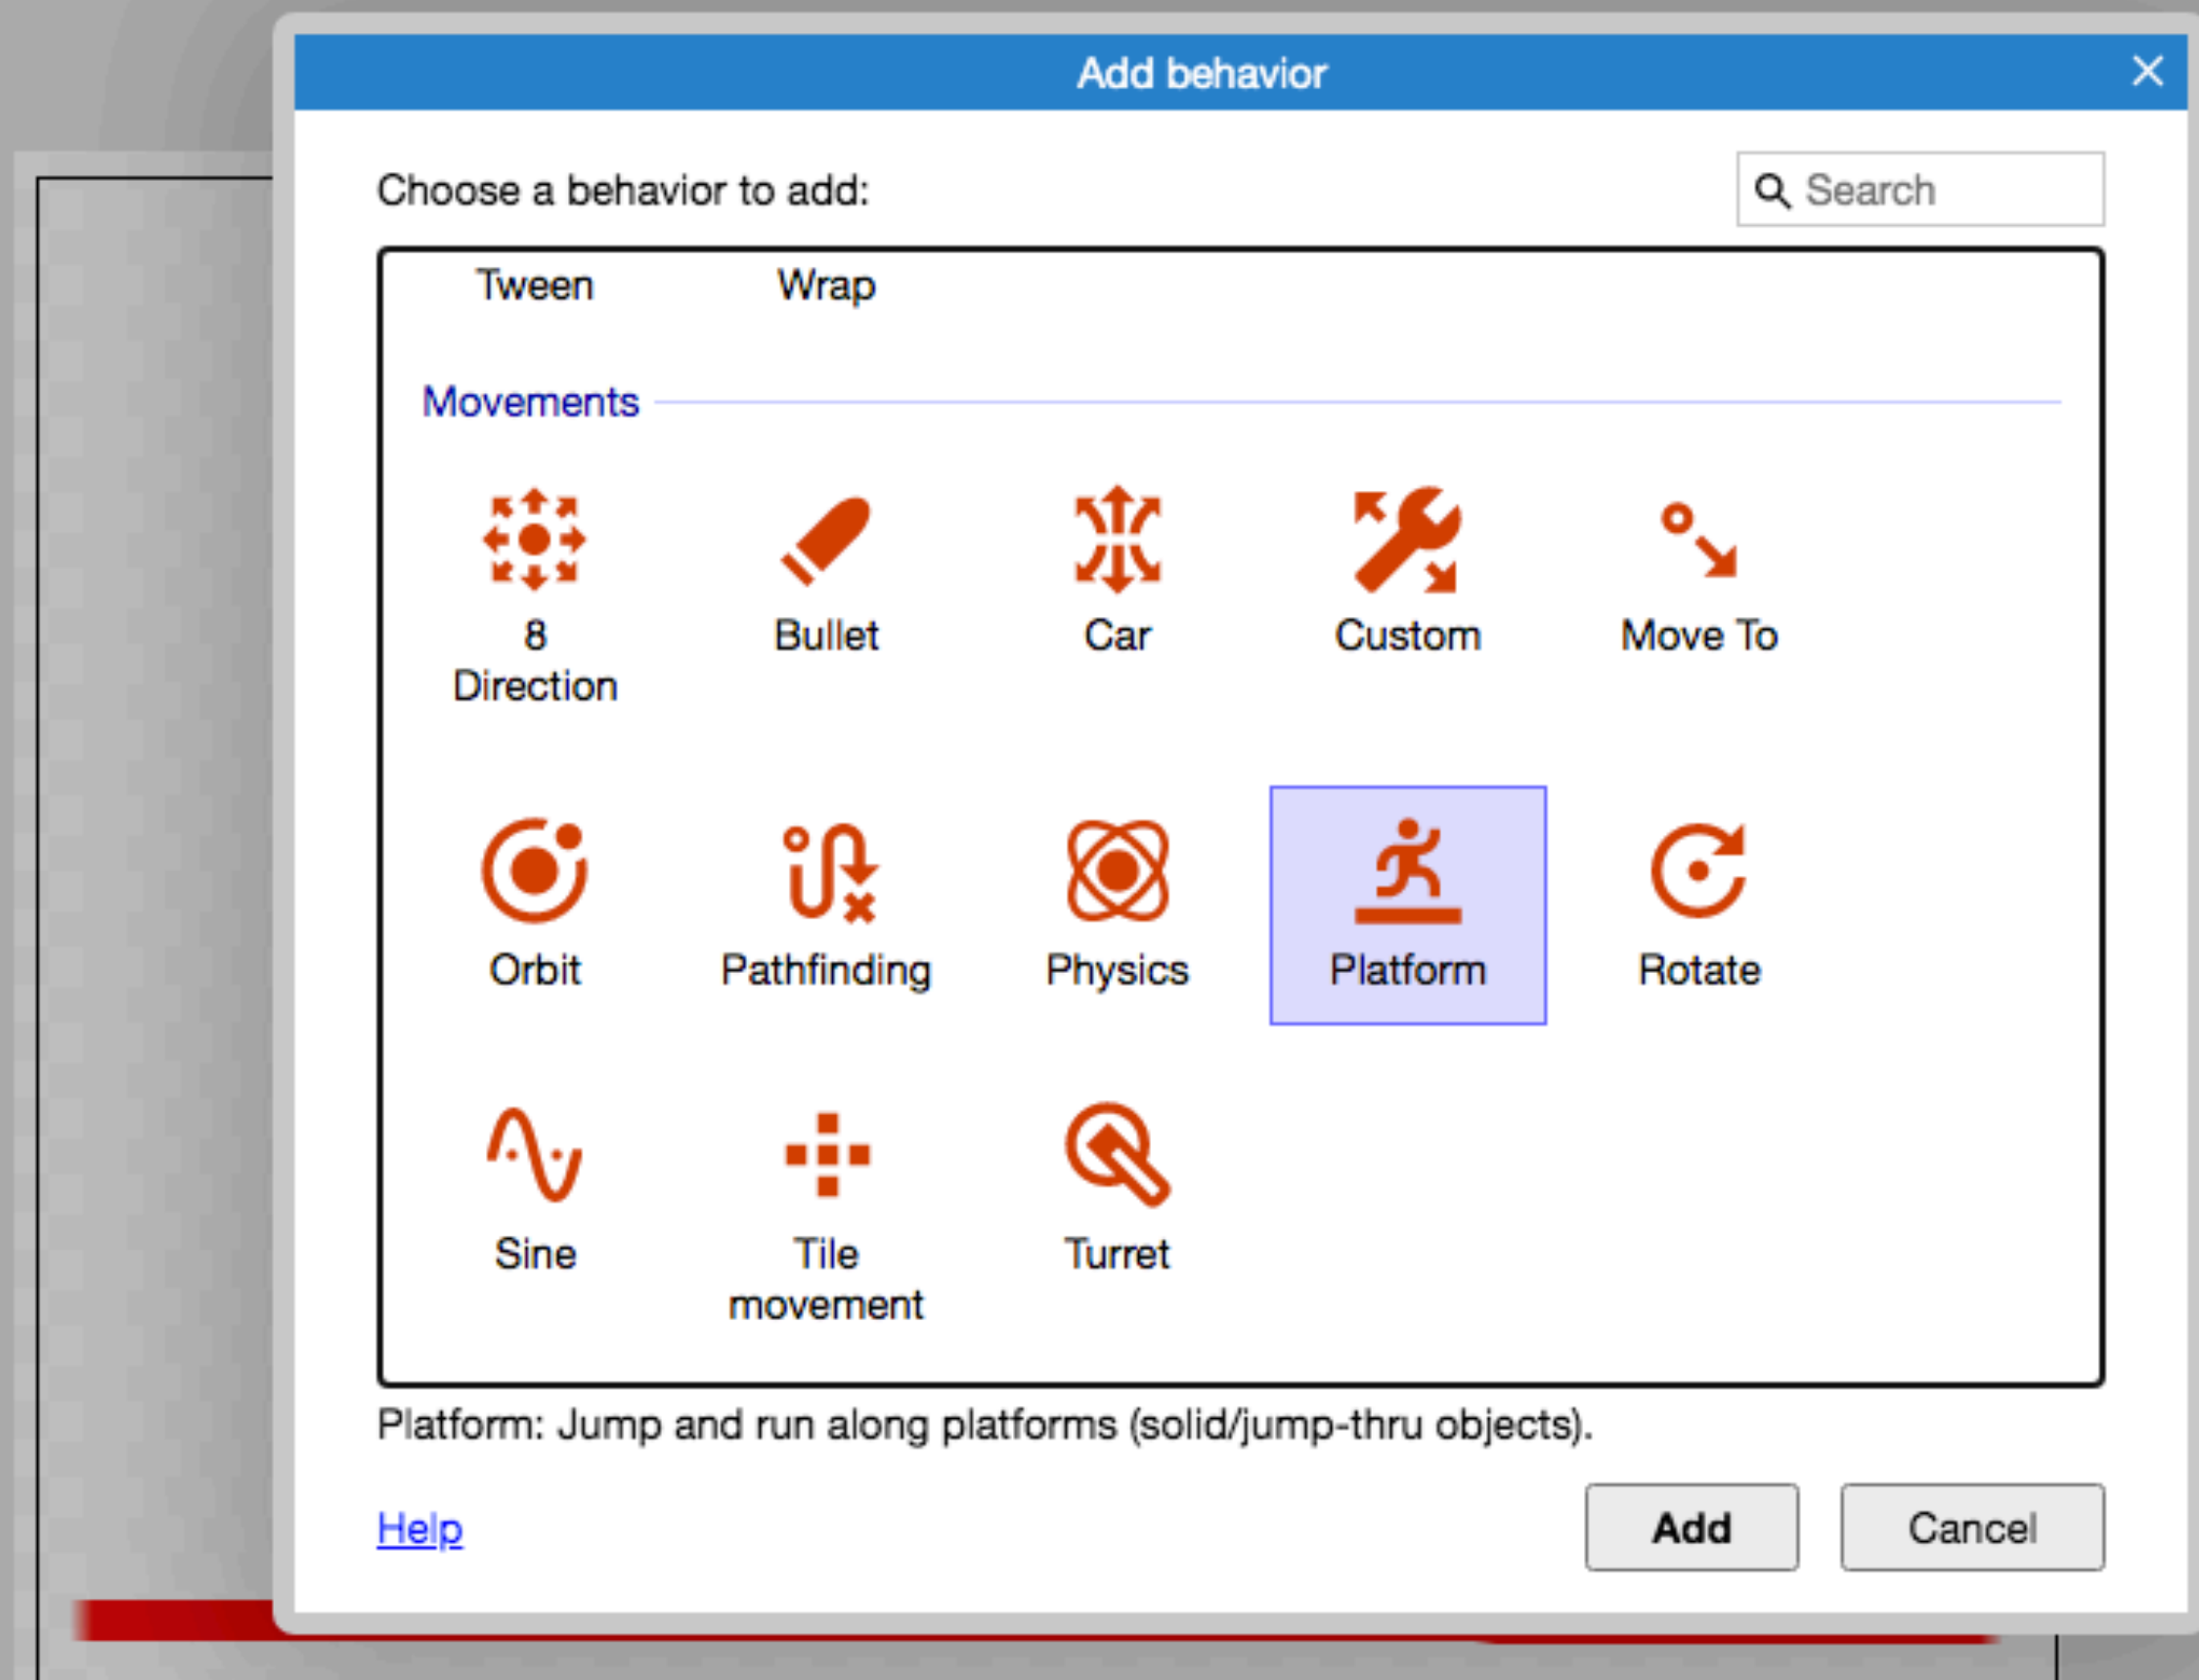 Add behavior
Choose a behavior to add:
Search
Tween Wrap
Movements
8 Direction Bullet Car Custom Move To
Orbit Pathfinding Physics Platform Rotate
Sine Tile movement Turret
Platform: Jump and run along platforms (solid/jump-thru objects).
Help
Add
Cancel